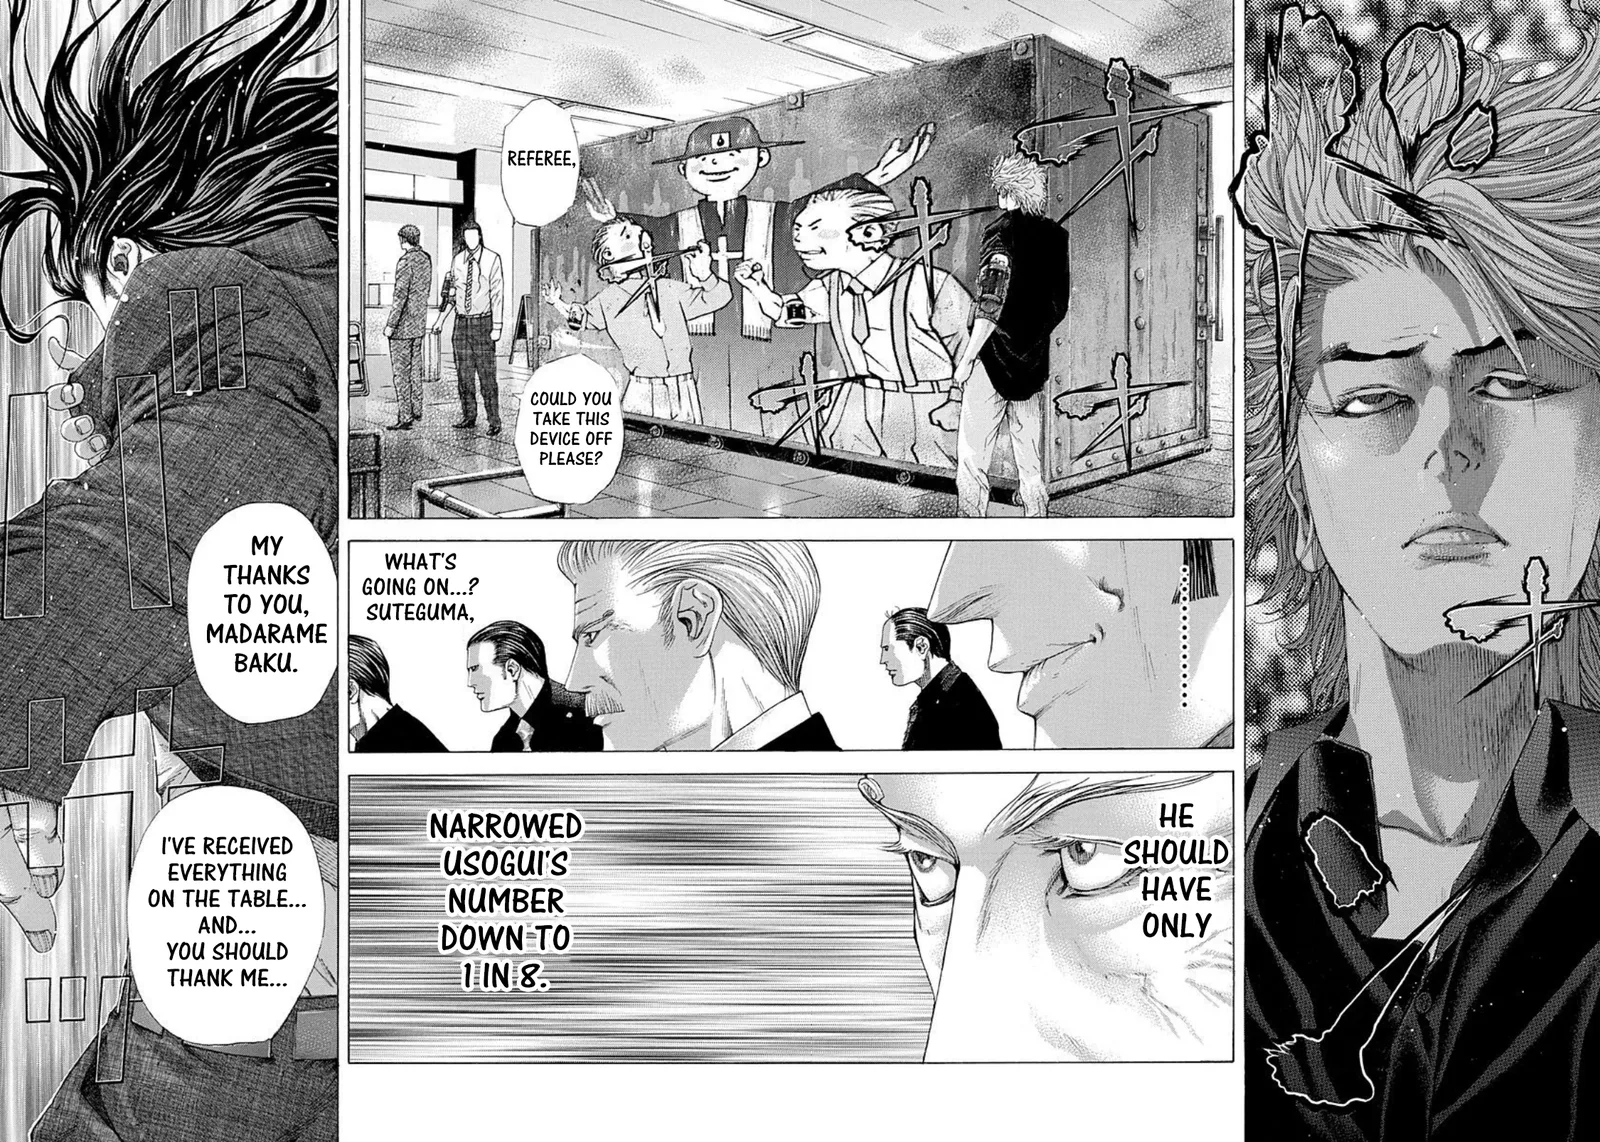 REFEREE,
COULD YOU
TAKE THIS
DEVICE OFF
PLEASE?
WHAT'S
GOING ON...?
SUTEGUMA,
HE
SHOULD
HAVE
ONLY
NARROWED
USOGUI'S
NUMBER
DOWN TO
1 IN 8.
MY
THANKS
TO YOU,
MADARAME
BAKU.
I'VE RECEIVED
EVERYTHING
ON THE TABLE...
AND...
YOU SHOULD
THANK ME...